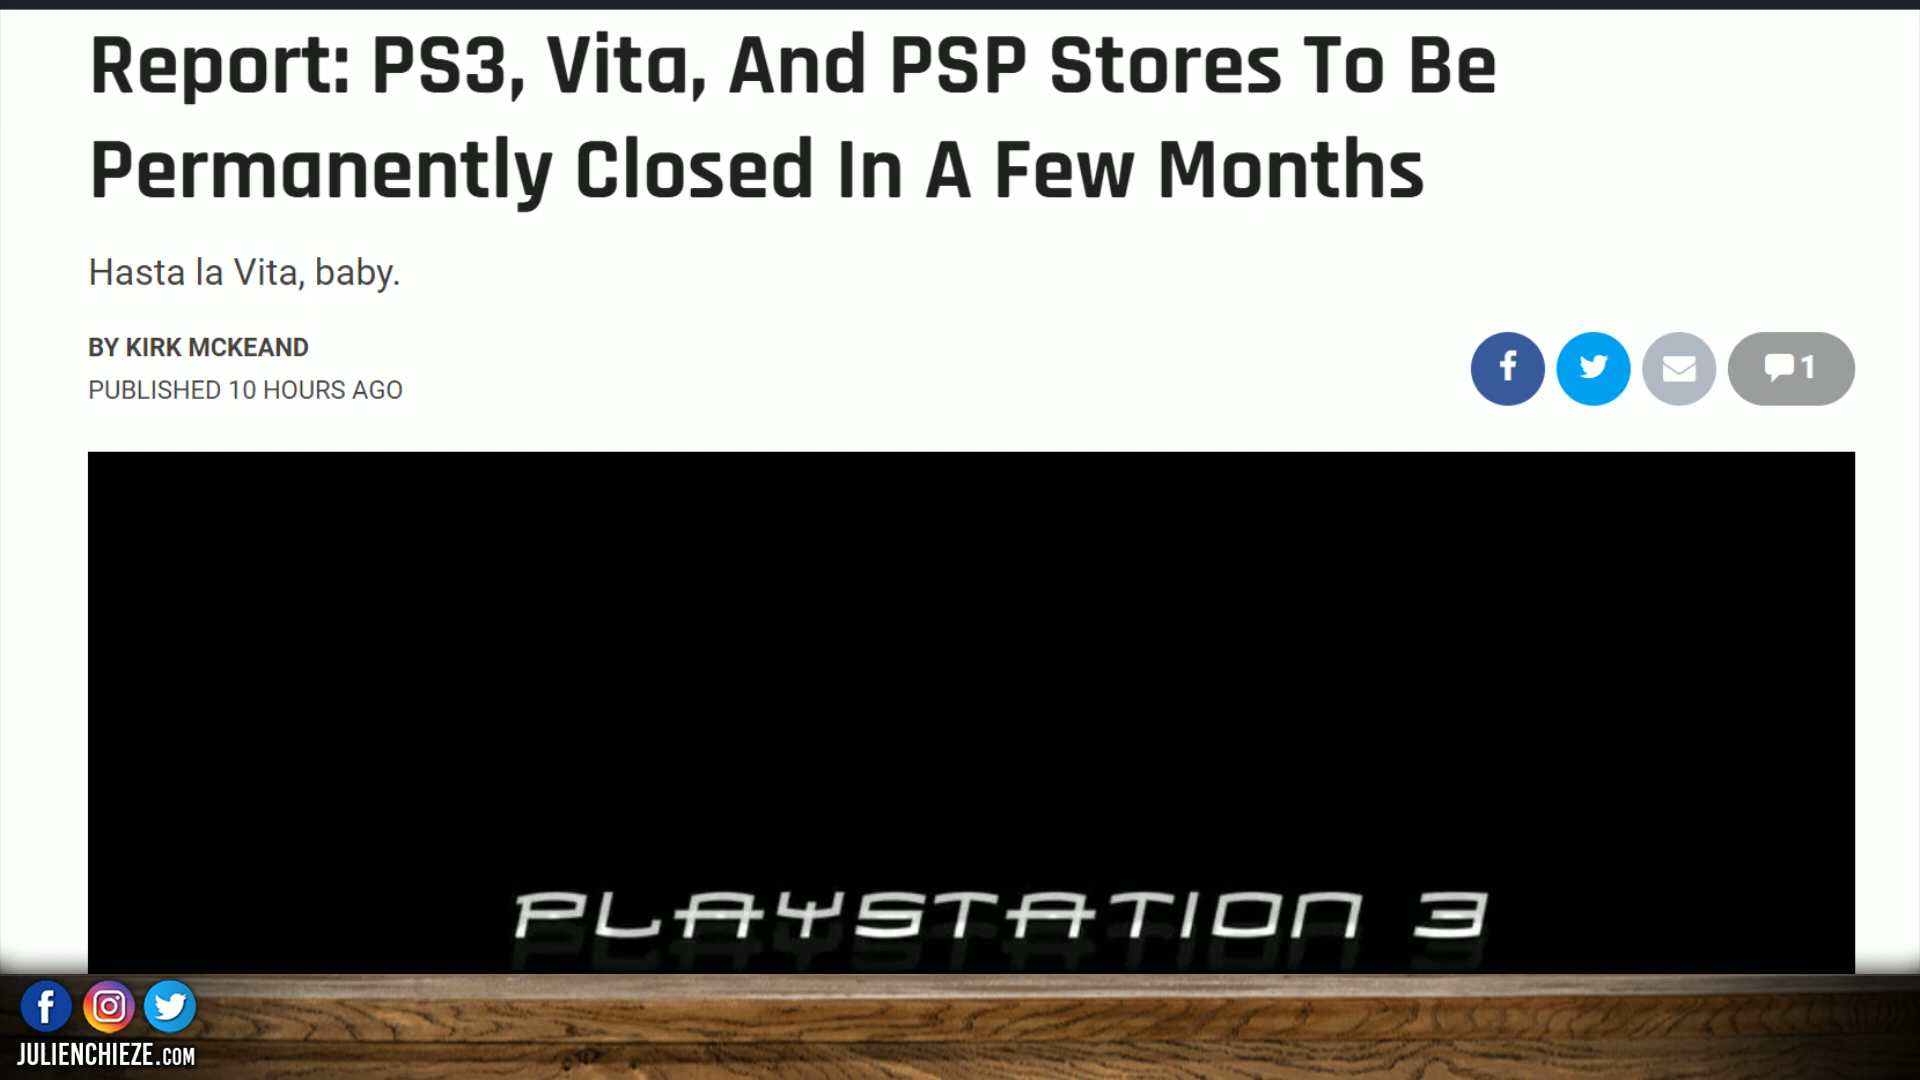 Report: PS3, Vita, And PSP Stores To Be
Permanently Closed In A Few Months
Hasta la Vita, baby.
BY KIRK MCKEAND
PUBLISHED 10 HOURS AGO
1
PLAYSTATION 3
JULIENCHIEZE.COM